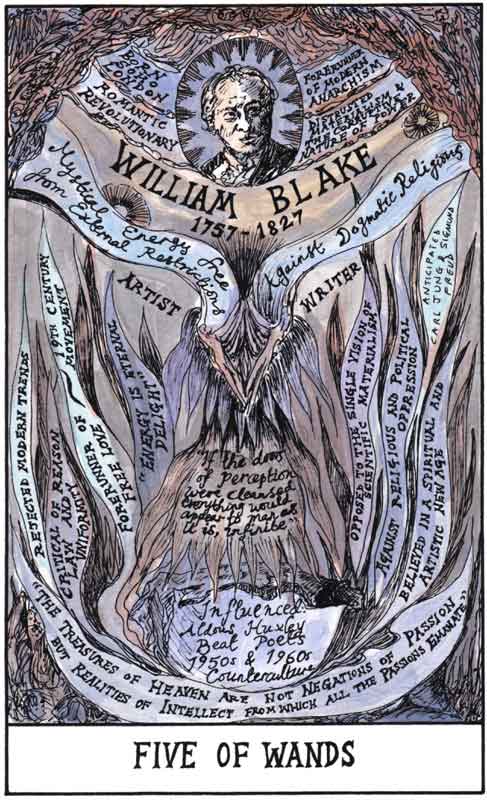 BORN
SOHO
LONDON
ROMANTIC
REVOLUTIONARY
FORERUNNER
OF MODERN
ANARCHISM
DISTRUSTED
&
THE ABUSIVE
NATURE OF POWER
WILLIAM BLAKE
1757-1827
Mystical Energy Free
from External Restrictions
Against Dogmatic Religions
ARTIST
WRITER
REJECTED MODERN TRENDS
CRITICAL OF REASON
LAW AND
UNIFORMITY
FORERUNNER OF 19TH CENTURY
FREE LOVE MOVEMENT
"ENERGY IS ETERNAL
DELIGHT"
OPPOSED TO THE SINGLE VISION OF
SCIENTIFIC MATERIALISM
AGAINST RELIGIOUS AND POLITICAL
OPPRESSION
BELIEVED IN A SPIRITUAL AND
ARTISTIC NEW AGE
ANTICIPATED
CARL JUNG & SIGMUND
FREUD
"If the doors
of perception
were cleansed
everything would
appear to man as
it is, Infinite"
Influenced:
Aldous Huxley
Beat Poets
1950s & 1960s
Counterculture
"THE TREASURES OF HEAVEN ARE NOT NEGATIONS OF PASSION
BUT REALITIES OF INTELLECT FROM WHICH ALL THE PASSIONS EMANATE"
FIVE OF WANDS